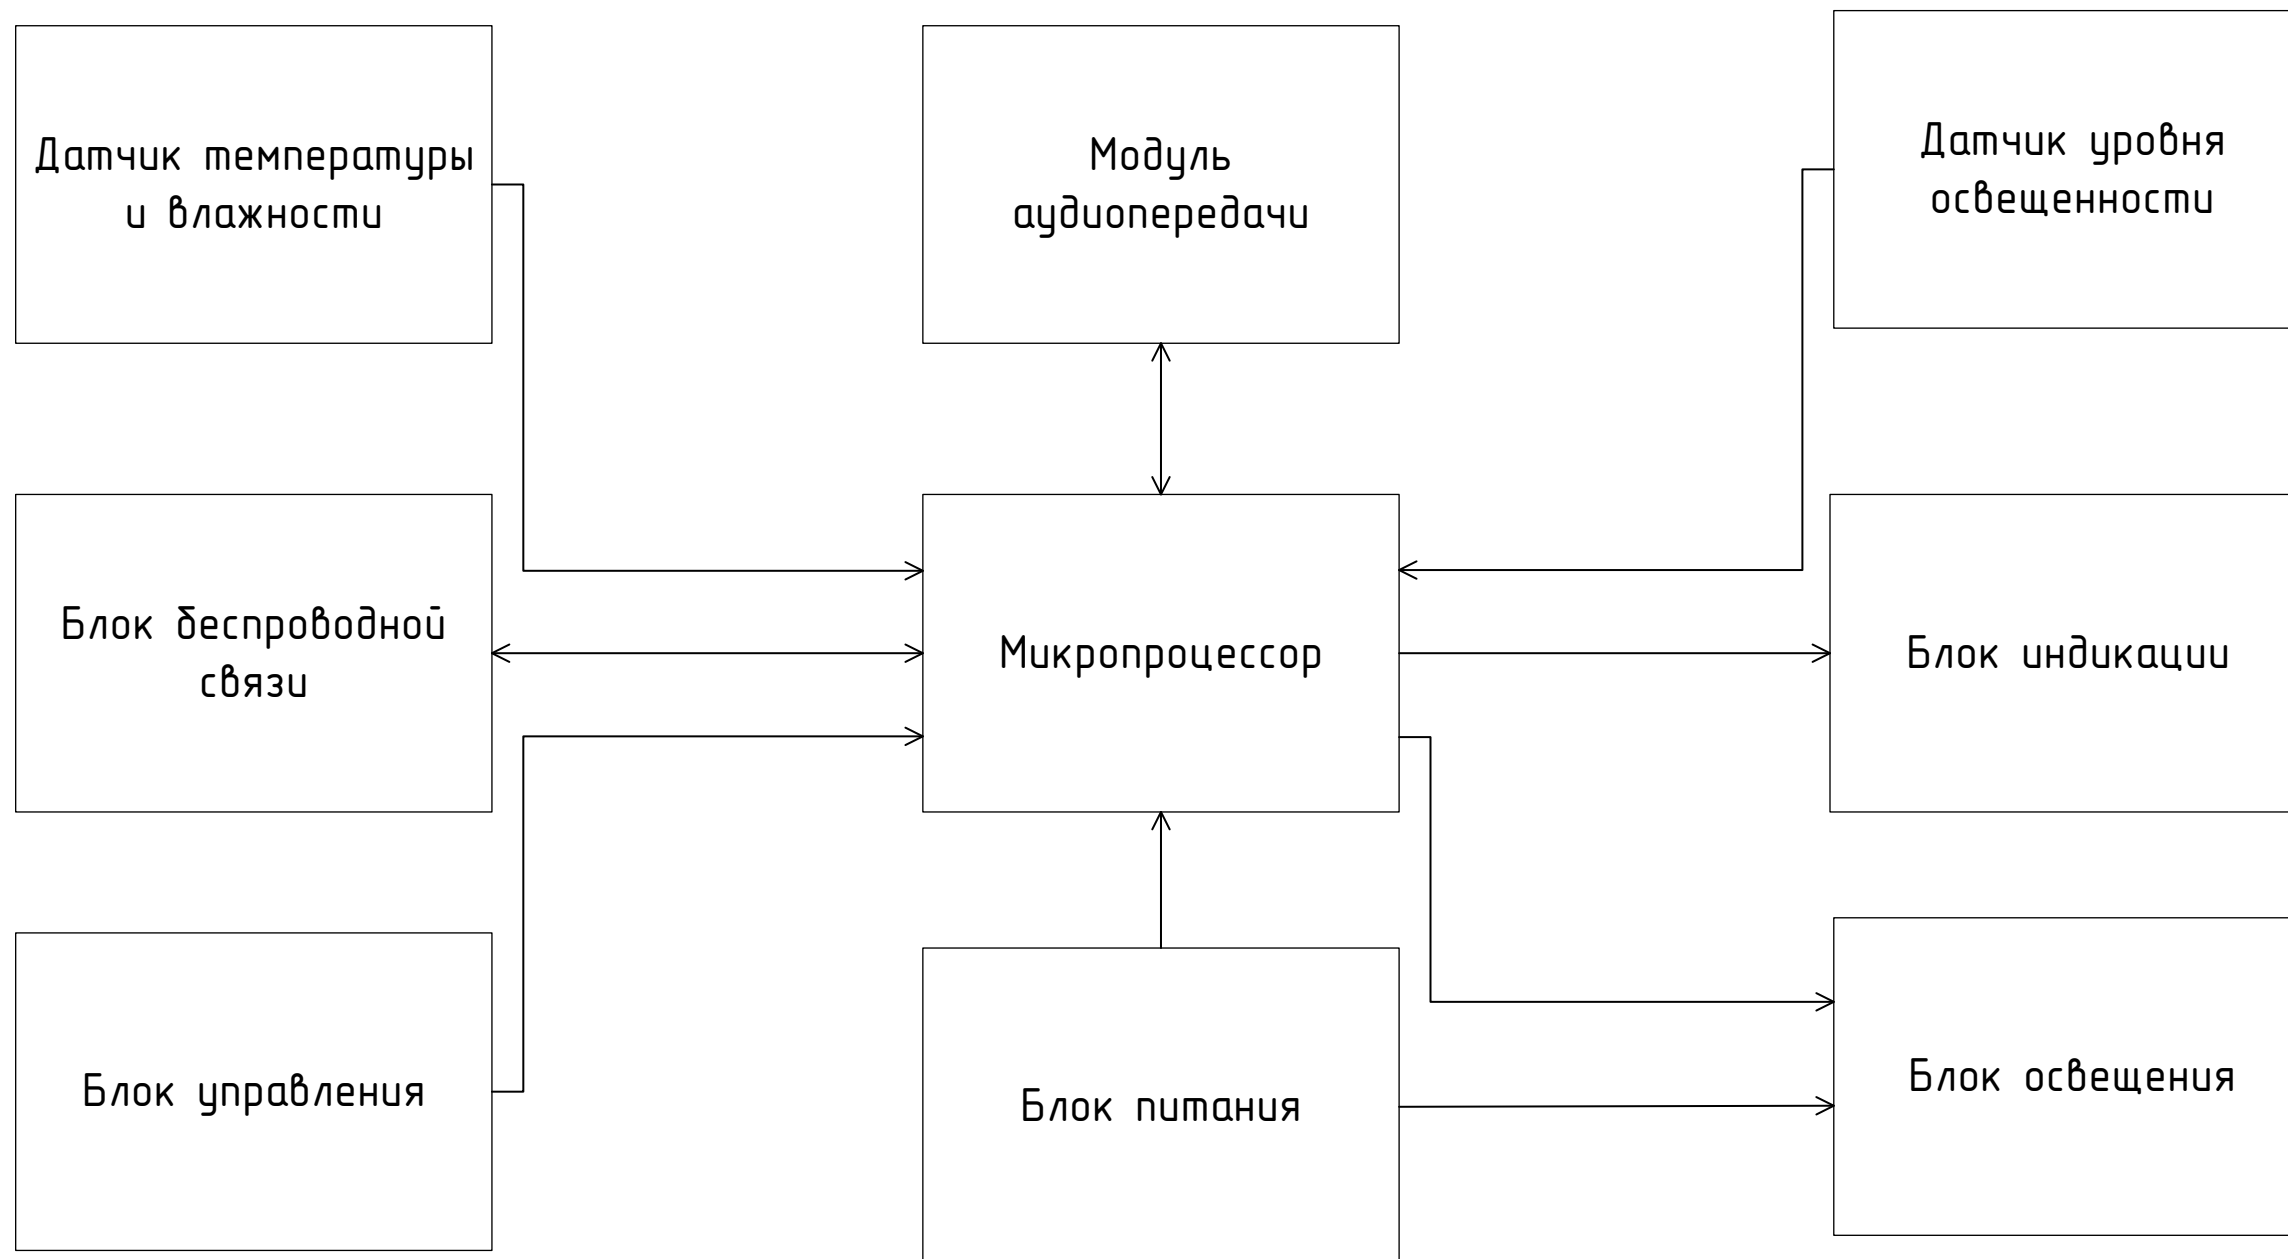 Датчик температуры
и влажности
Модуль
аудиопередачи
Датчик уровня
освещенности
Блок беспроводной
связи
Микропроцессор
Блок индикации
Блок управления
Блок питания
Блок освещения